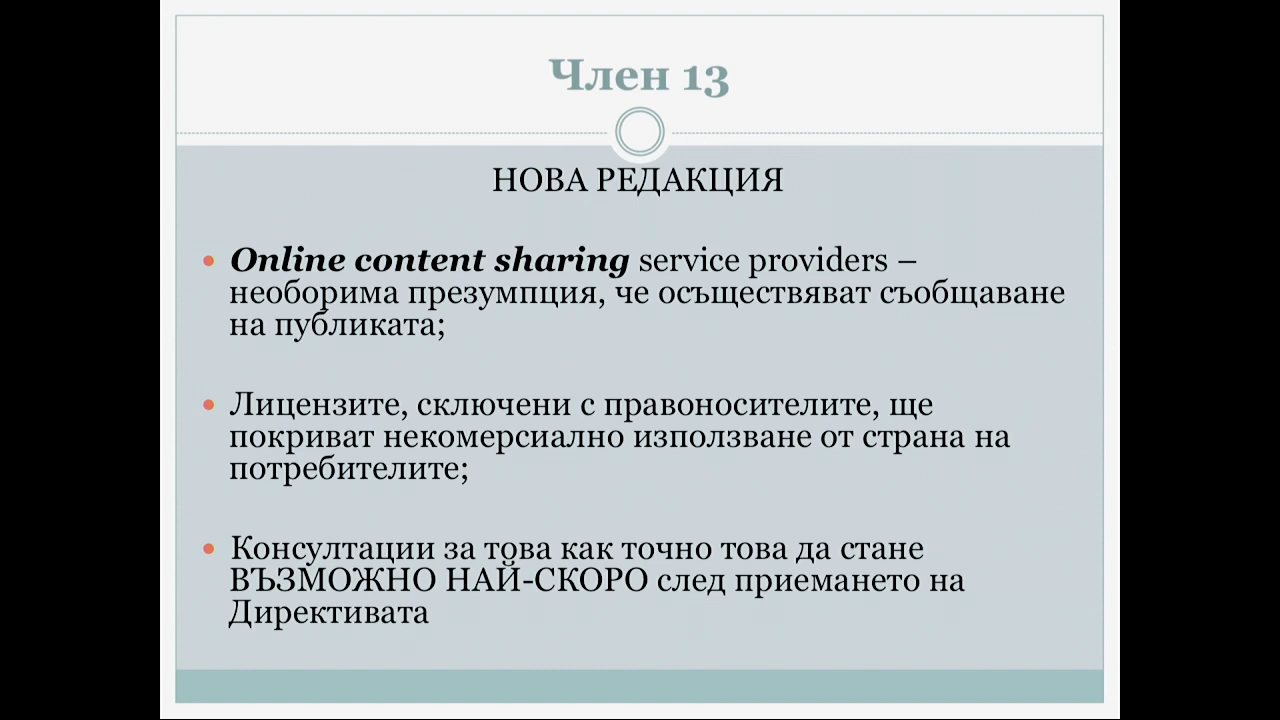 Член 13
НОВА РЕДАКЦИЯ
Online content sharing service providers –
необорима презумпция, че осъществяват съобщаване
на публиката;
Лицензите, сключени с правоносителите, ще
покриват некомерсиално използване от страна на
потребителите;
Консултации за това как точно това да стане
ВЪЗМОЖНО НАЙ-СКОРО след приемането на
Директивата